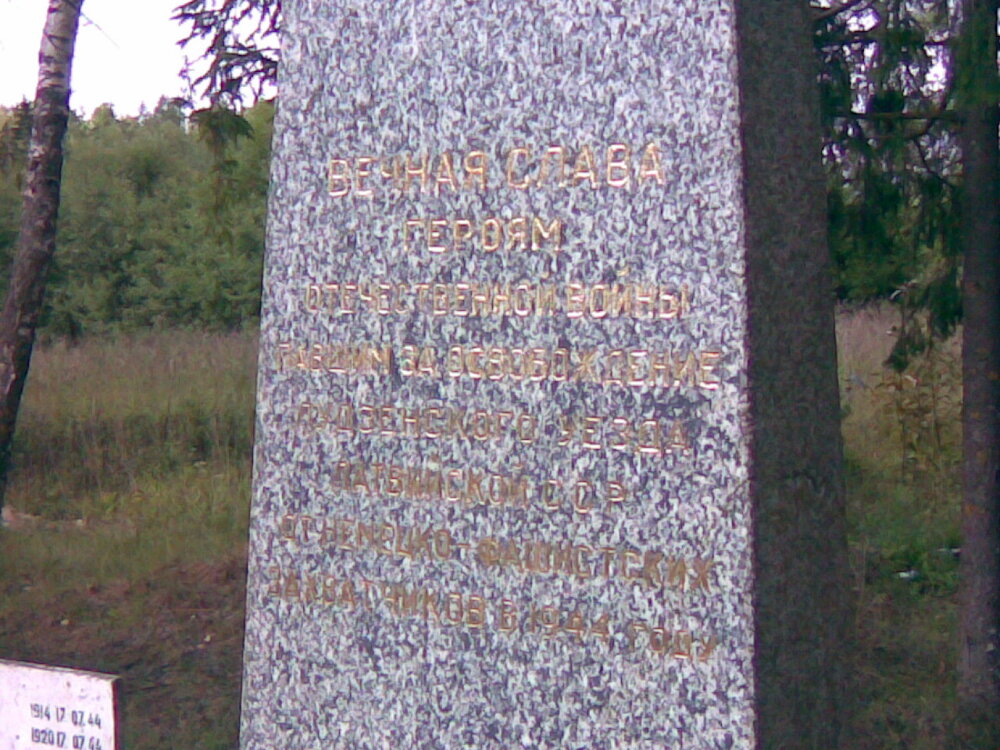 ВЕЧНАЯ СЛАВА
ГЕРОЯМ
ОТЕЧЕСТВЕННОЙ ВОЙНЫ
ПАВШИМ ЗА ОСВОБОЖДЕНИЕ
ЛУДЗЕНСКОГО УЕЗДА
ЛАТВИЙСКОЙ С С Р
ОТ НЕМЕЦКО-ФАШИСТСКИХ
ЗАХВАТЧИКОВ В 1944 ГОДУ
1914 17 07.44
1920 17. 07.44